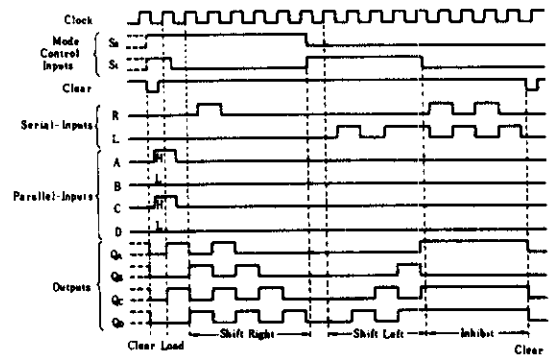 Clock
Mode
Control
Inputs
S₀
S₁
Clear
Serial-Inputs
R
L
Parallel-Inputs
A
H
B
L
C
H
D
L
Outputs
QA
QB
QC
QD
Clear Load
Shift Right
Shift Left
Inhibit
Clear